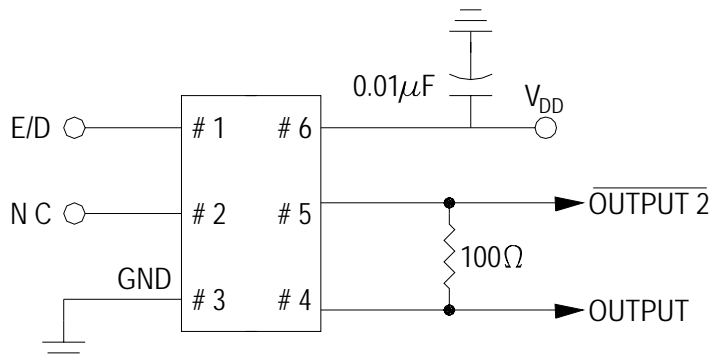 0.01μF
V_DD
E/D
# 1
# 6
N C
# 2
# 5
OUTPUT 2
100Ω
GND
# 3
# 4
OUTPUT